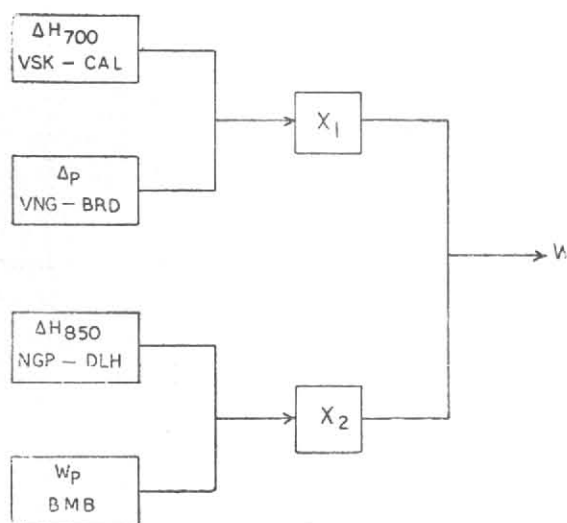 ΔH700
VSK – CAL
X1
ΔP
VNG – BRD
W
ΔH850
NGP – DLH
X2
WP
BMB